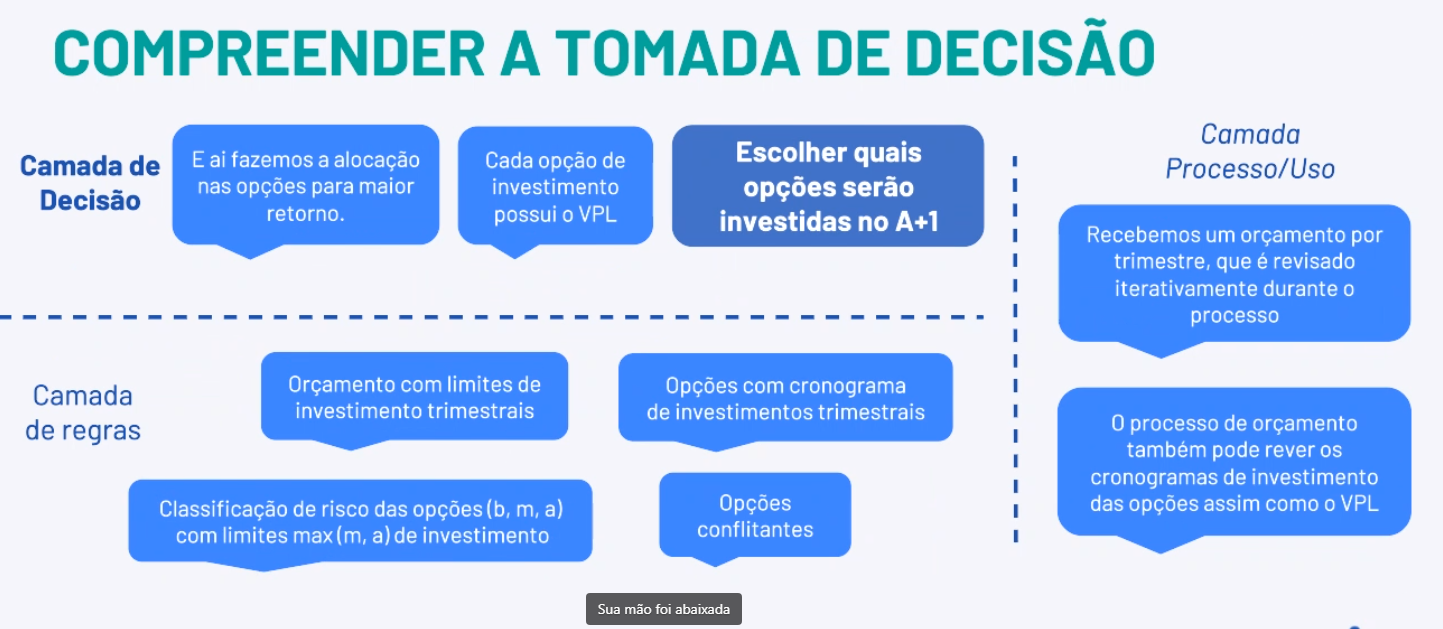 COMPREENDER A TOMADA DE DECISÃO
Camada de
Decisão
E ai fazemos a alocação
nas opções para maior
retorno.
Cada opção de
investimento
possui o VPL
Escolher quais
opções serão
investidas no A+1
Camada
Processo/Uso
Recebemos um orçamento por
trimestre, que é revisado
iterativamente durante o
processo
Camada
de regras
Orçamento com limites de
investimento trimestrais
Opções com cronograma
de investimentos trimestrais
Classificação de risco das opções (b, m, a)
com limites max (m, a) de investimento
Opções
conflitantes
O processo de orçamento
também pode rever os
cronogramas de investimento
das opções assim como o VPL
Sua mão foi abaixada